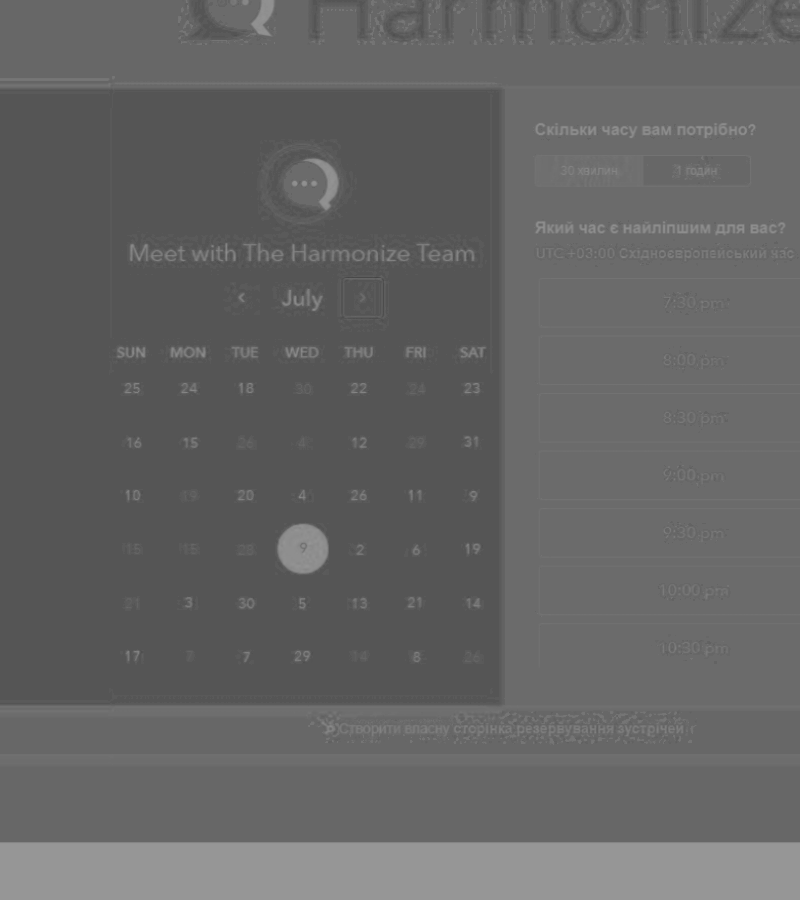 Harmonize
Meet with The Harmonize Team
July
SUN MON TUE WED THU FRI SAT
25 24 18 30 22 24 23
16 15 26 4 12 29 31
10 19 20 4 26 11 9
15 15 28 9 2 6 19
21 3 30 5 13 21 14
17 7 7 29 14 8 26
Скільки часу вам потрібно?
30 хвилин 1 годин
Який час є найліпшим для вас?
UTC +03:00 Східноєвропейський час
7:30 pm
8:00 pm
8:30 pm
9:00 pm
9:30 pm
10:00 pm
10:30 pm
Створити власну сторінка резервування зустрічей